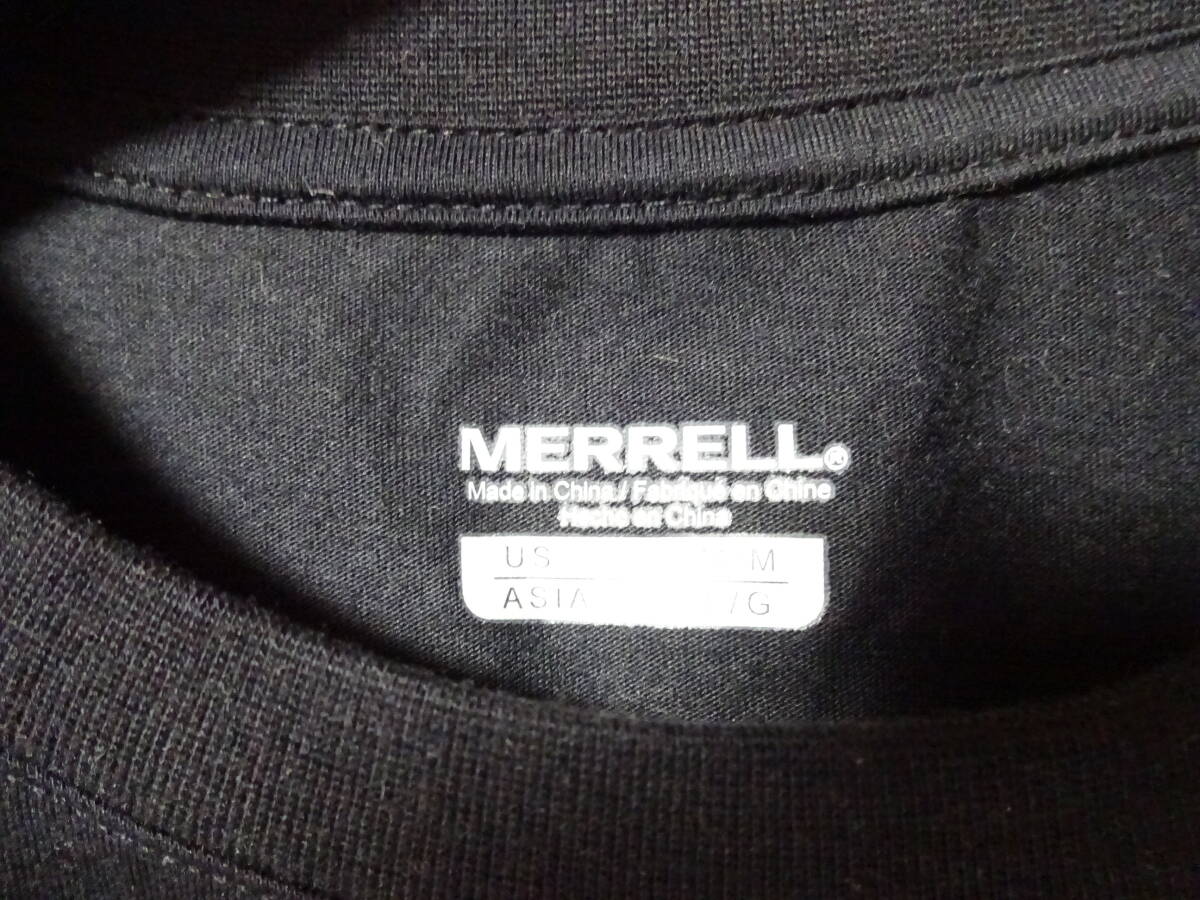 MERRELL®
Made in China / Fabriqué en Chine
Hecho en China
US M
ASIA /G